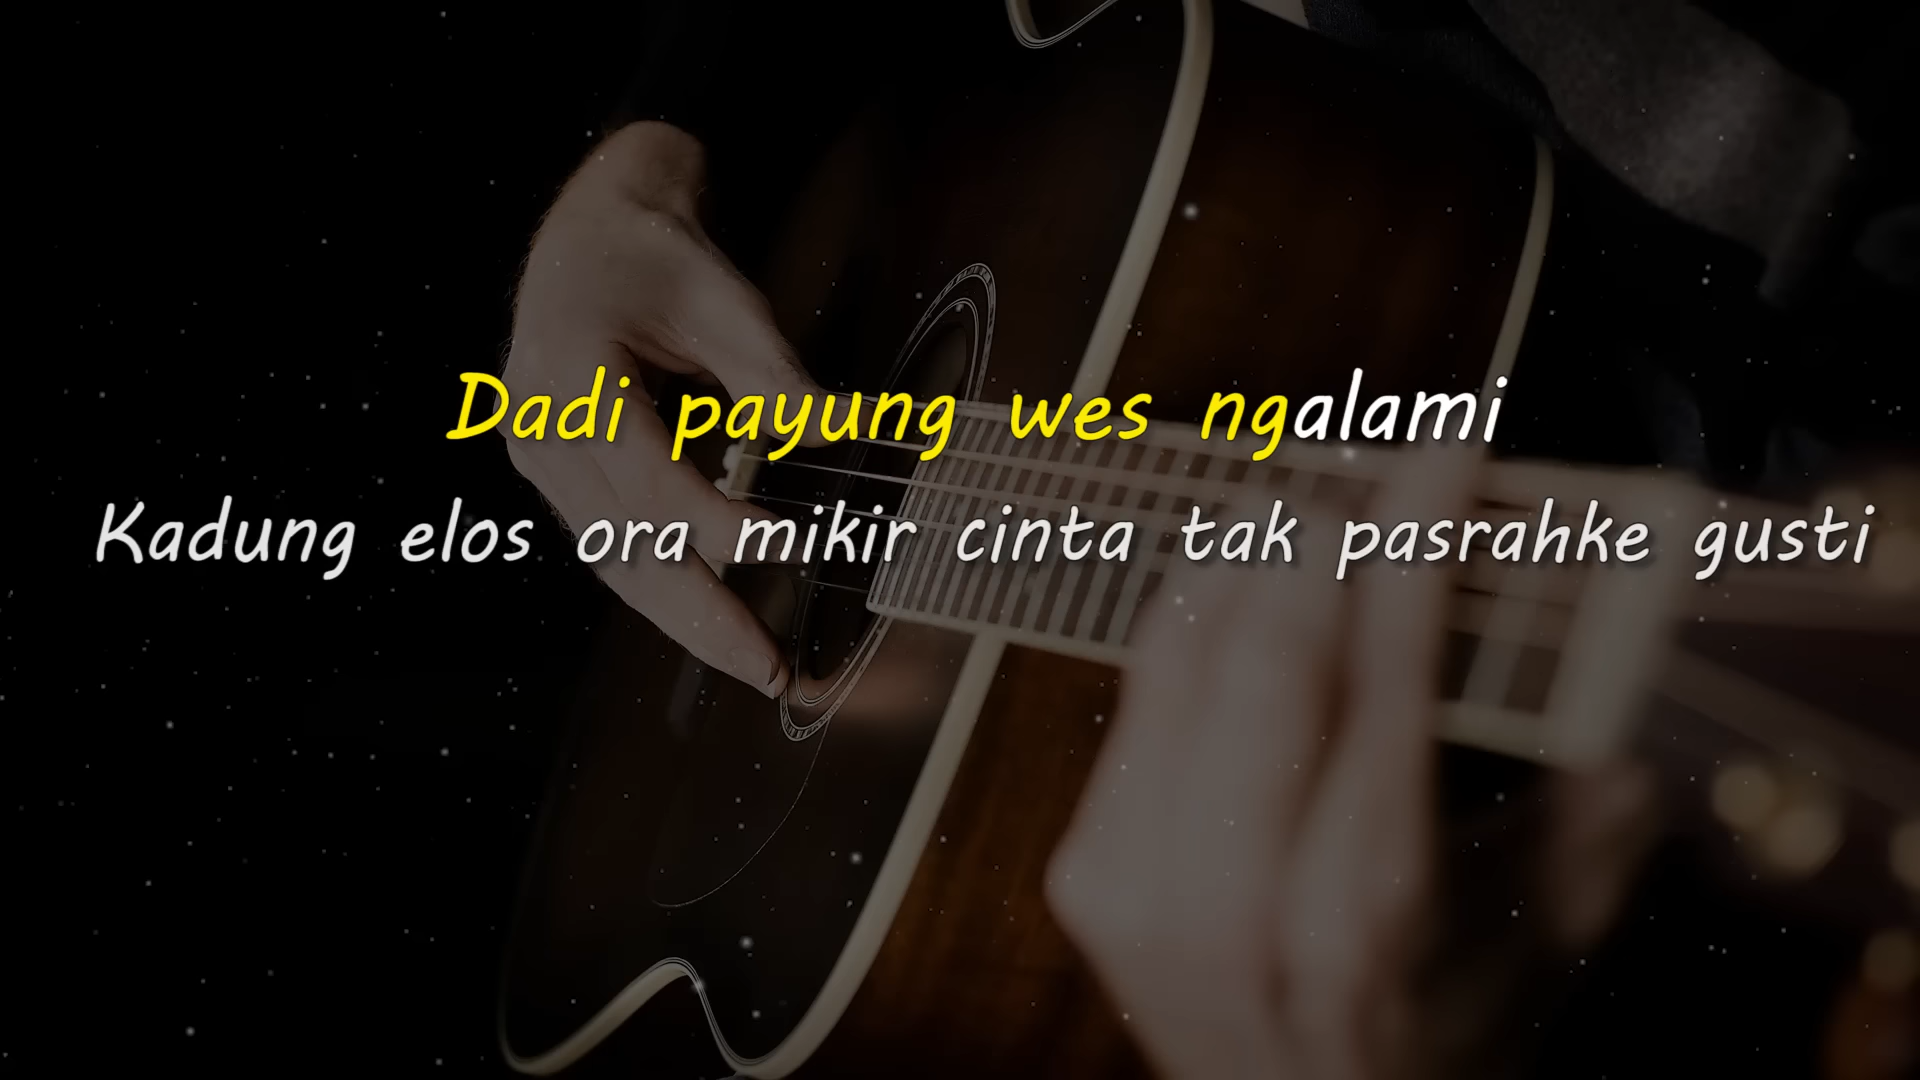 Dadi payung wes ngalami
Kadung elos ora mikir cinta tak pasrahke gusti